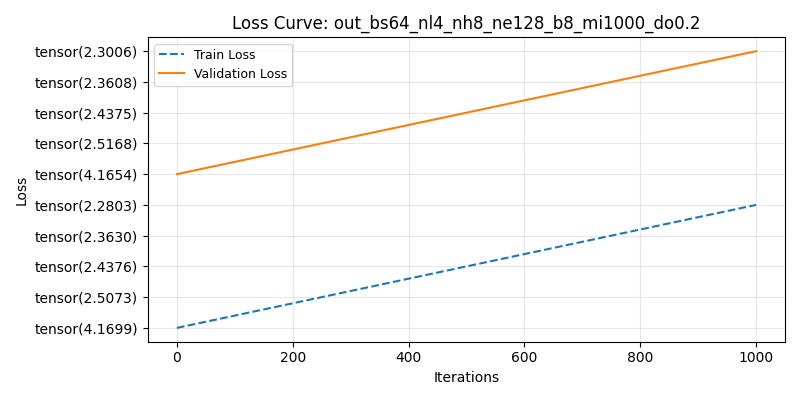 Loss Curve: out_bs64_nl4_nh8_ne128_b8_mi1000_do0.2
Train Loss
Validation Loss
Loss
tensor(2.3006)
tensor(2.3608)
tensor(2.4375)
tensor(2.5168)
tensor(4.1654)
tensor(2.2803)
tensor(2.3630)
tensor(2.4376)
tensor(2.5073)
tensor(4.1699)
0 200 400 600 800 1000
Iterations